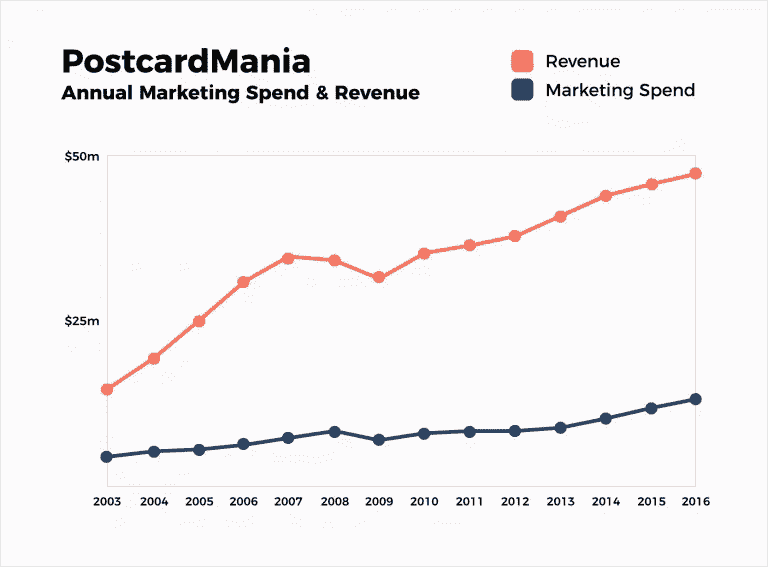 PostcardMania
Annual Marketing Spend & Revenue
Revenue
Marketing Spend
$50m
$25m
2003 2004 2005 2006 2007 2008 2009 2010 2011 2012 2013 2014 2015 2016